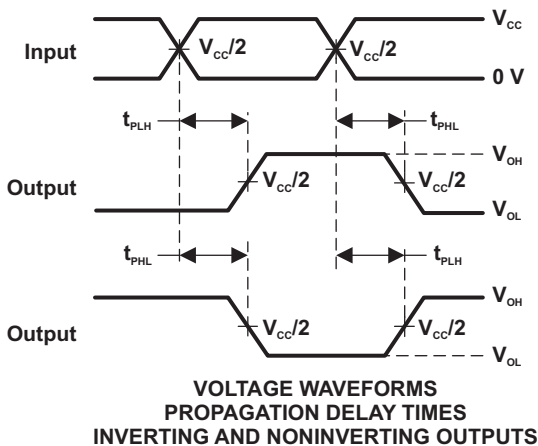 V_CC
Input V_CC/2 V_CC/2
0 V
t_PLH t_PHL
V_OH
Output V_CC/2 V_CC/2
V_OL
t_PHL t_PLH
V_OH
Output V_CC/2 V_CC/2
V_OL
VOLTAGE WAVEFORMS
PROPAGATION DELAY TIMES
INVERTING AND NONINVERTING OUTPUTS